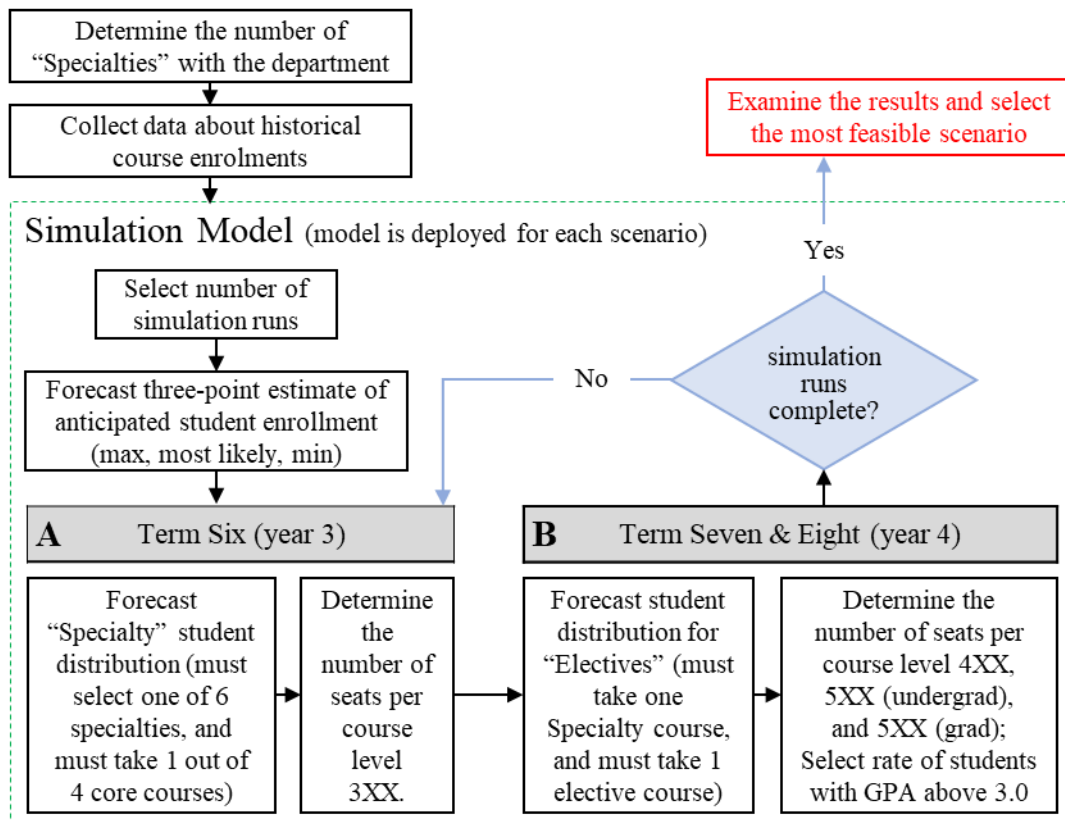 Determine the number of
“Specialties” with the department
Collect data about historical
course enrolments
Examine the results and select
the most feasible scenario
Simulation Model (model is deployed for each scenario)
Yes
Select number of
simulation runs
simulation
runs
complete?
No
Forecast three-point estimate of
anticipated student enrollment
(max, most likely, min)
A Term Six (year 3)
B Term Seven & Eight (year 4)
Forecast
“Specialty” student
distribution (must
select one of 6
specialties, and
must take 1 out of
4 core courses)
Determine
the
number of
seats per
course
level
3XX.
Forecast student
distribution for
“Electives” (must
take one
Specialty course,
and must take 1
elective course)
Determine the
number of seats per
course level 4XX,
5XX (undergrad),
and 5XX (grad);
Select rate of students
with GPA above 3.0